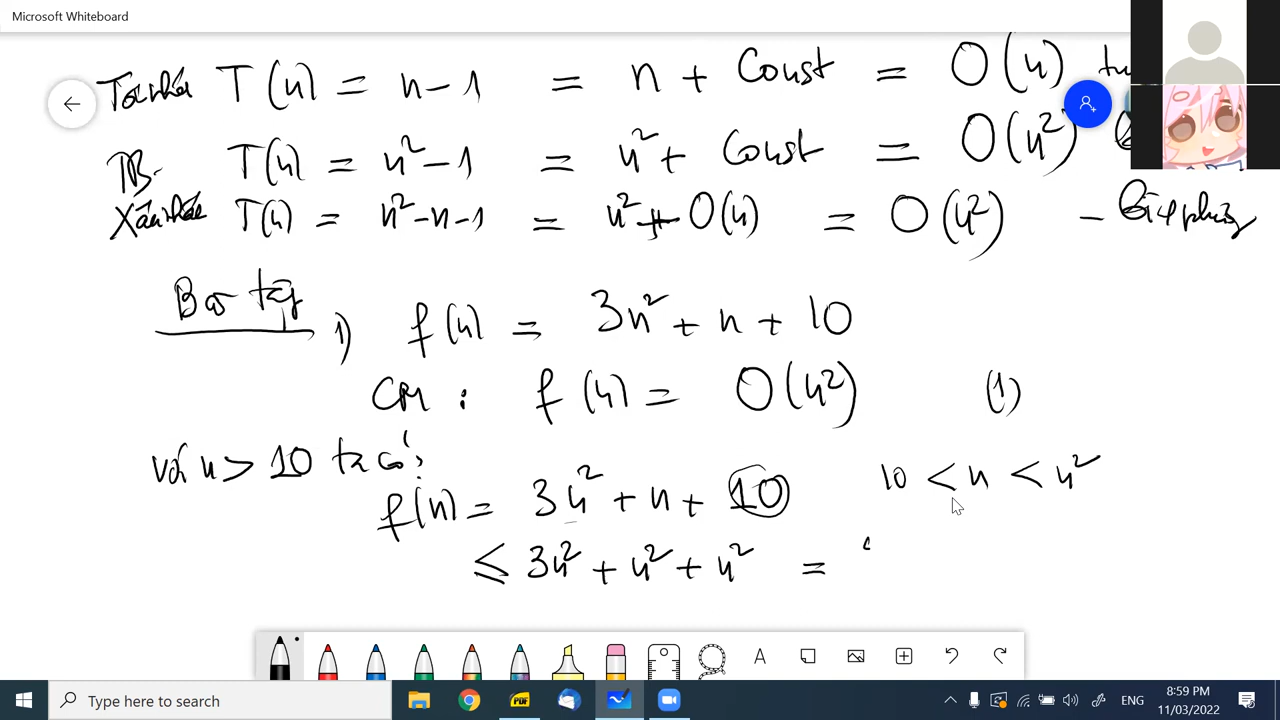 Microsoft Whiteboard
T(n) = n - 1 = n + Const = O(n)
TB. T(n) = n² - 1 = n² + Const = O(n²)
Xấu nhất T(n) = n² - n - 1 = n² + O(n) = O(n²) -
Bài tập 1) f(n) = 3n² + n + 10
CM : f(n) = O(n²) (1)
với n > 10 ta có:
f(n) = 3n² + n + 10 10 < n < n²
≤ 3n² + n² + n² =
Type here to search
ENG
8:59 PM
11/03/2022